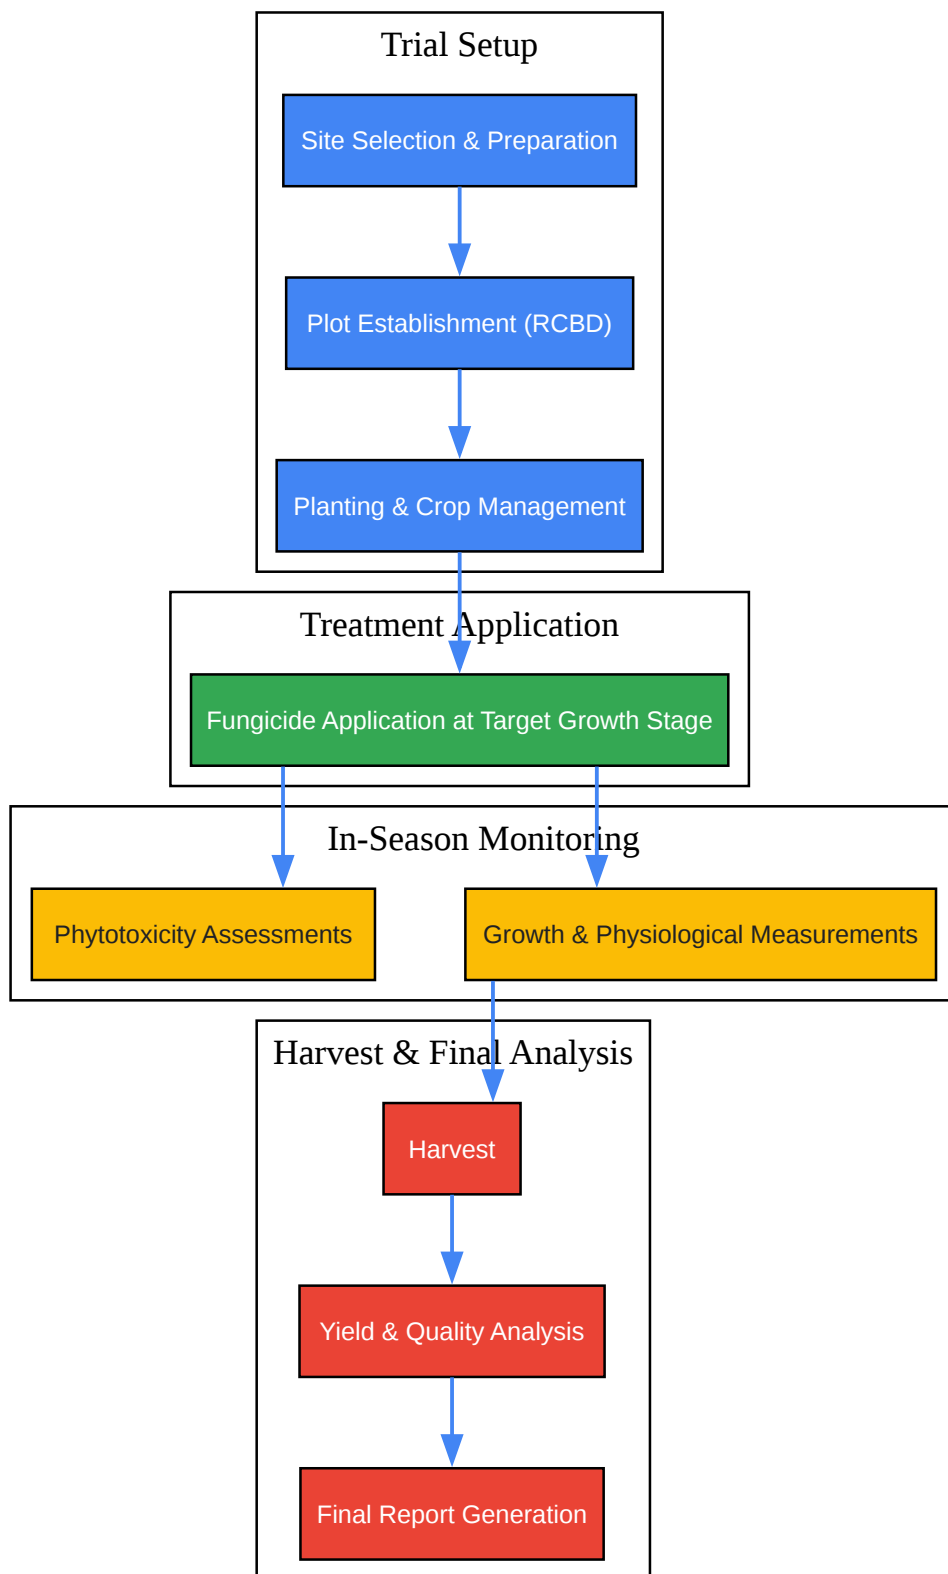 Trial Setup
Site Selection & Preparation
Plot Establishment (RCBD)
Planting & Crop Management
Treatment Application
Fungicide Application at Target Growth Stage
In-Season Monitoring
Phytotoxicity Assessments
Growth & Physiological Measurements
Harvest & Final Analysis
Harvest
Yield & Quality Analysis
Final Report Generation